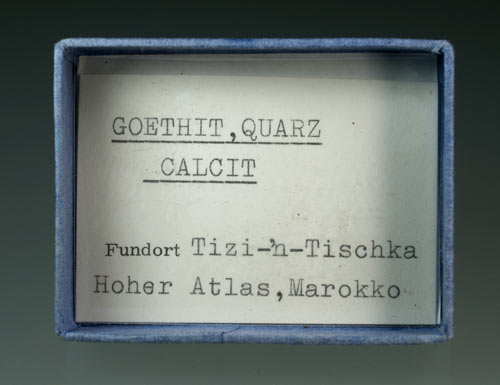 GOETHIT,QUARZ
CALCIT
Fundort Tizi-'n-Tischka
Hoher Atlas,Marokko